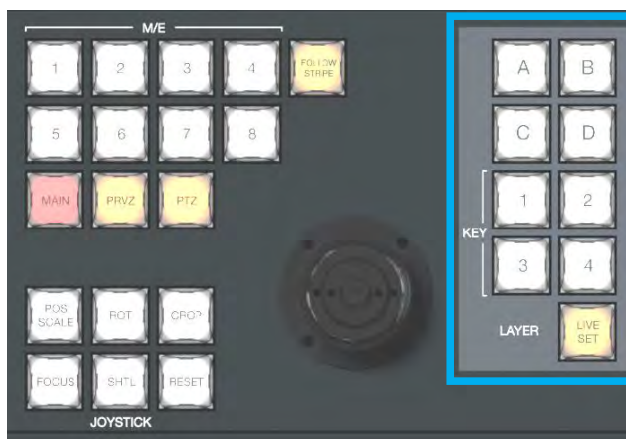 M/E
1 2 3 4 FOLLOW STRIPE
5 6 7 8
MAIN PRVZ PTZ
POS SCALE ROT CROP
FOCUS SHTL RESET
JOYSTICK
A B
C D
KEY
1 2
3 4
LAYER LIVE SET